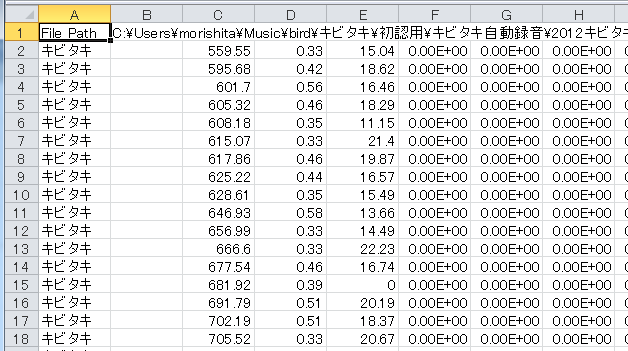 A B C D E F G H
1 File Path C:¥Users¥morishita¥Music¥bird¥キビタキ¥初認用¥キビタキ自動録音¥2012キビタキ
2 キビタキ 559.55 0.33 15.04 0.00E+00 0.00E+00 0.00E+00
3 キビタキ 595.68 0.42 18.62 0.00E+00 0.00E+00 0.00E+00
4 キビタキ 601.7 0.56 16.46 0.00E+00 0.00E+00 0.00E+00
5 キビタキ 605.32 0.46 18.29 0.00E+00 0.00E+00 0.00E+00
6 キビタキ 608.18 0.35 11.15 0.00E+00 0.00E+00 0.00E+00
7 キビタキ 615.07 0.33 21.4 0.00E+00 0.00E+00 0.00E+00
8 キビタキ 617.86 0.46 19.87 0.00E+00 0.00E+00 0.00E+00
9 キビタキ 625.22 0.44 16.57 0.00E+00 0.00E+00 0.00E+00
10 キビタキ 628.61 0.35 15.49 0.00E+00 0.00E+00 0.00E+00
11 キビタキ 646.93 0.58 13.66 0.00E+00 0.00E+00 0.00E+00
12 キビタキ 656.99 0.33 14.49 0.00E+00 0.00E+00 0.00E+00
13 キビタキ 666.6 0.33 22.23 0.00E+00 0.00E+00 0.00E+00
14 キビタキ 677.54 0.46 16.74 0.00E+00 0.00E+00 0.00E+00
15 キビタキ 681.92 0.39 0 0.00E+00 0.00E+00 0.00E+00
16 キビタキ 691.79 0.51 20.19 0.00E+00 0.00E+00 0.00E+00
17 キビタキ 702.19 0.51 18.37 0.00E+00 0.00E+00 0.00E+00
18 キビタキ 705.52 0.33 20.67 0.00E+00 0.00E+00 0.00E+00